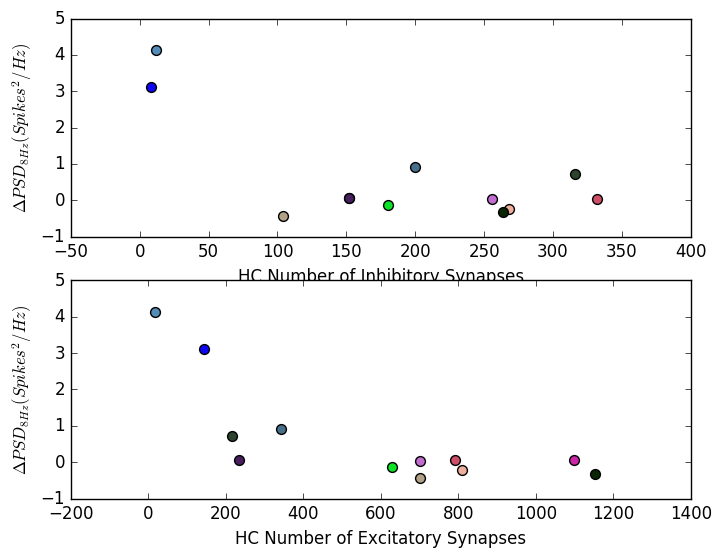 5
4
3
2
1
0
−1
ΔPSD₈Hz(Spikes²/Hz)
−50 0 50 100 150 200 250 300 350 400
HC Number of Inhibitory Synapses
5
4
3
2
1
0
−1
ΔPSD₈Hz(Spikes²/Hz)
−200 0 200 400 600 800 1000 1200 1400
HC Number of Excitatory Synapses